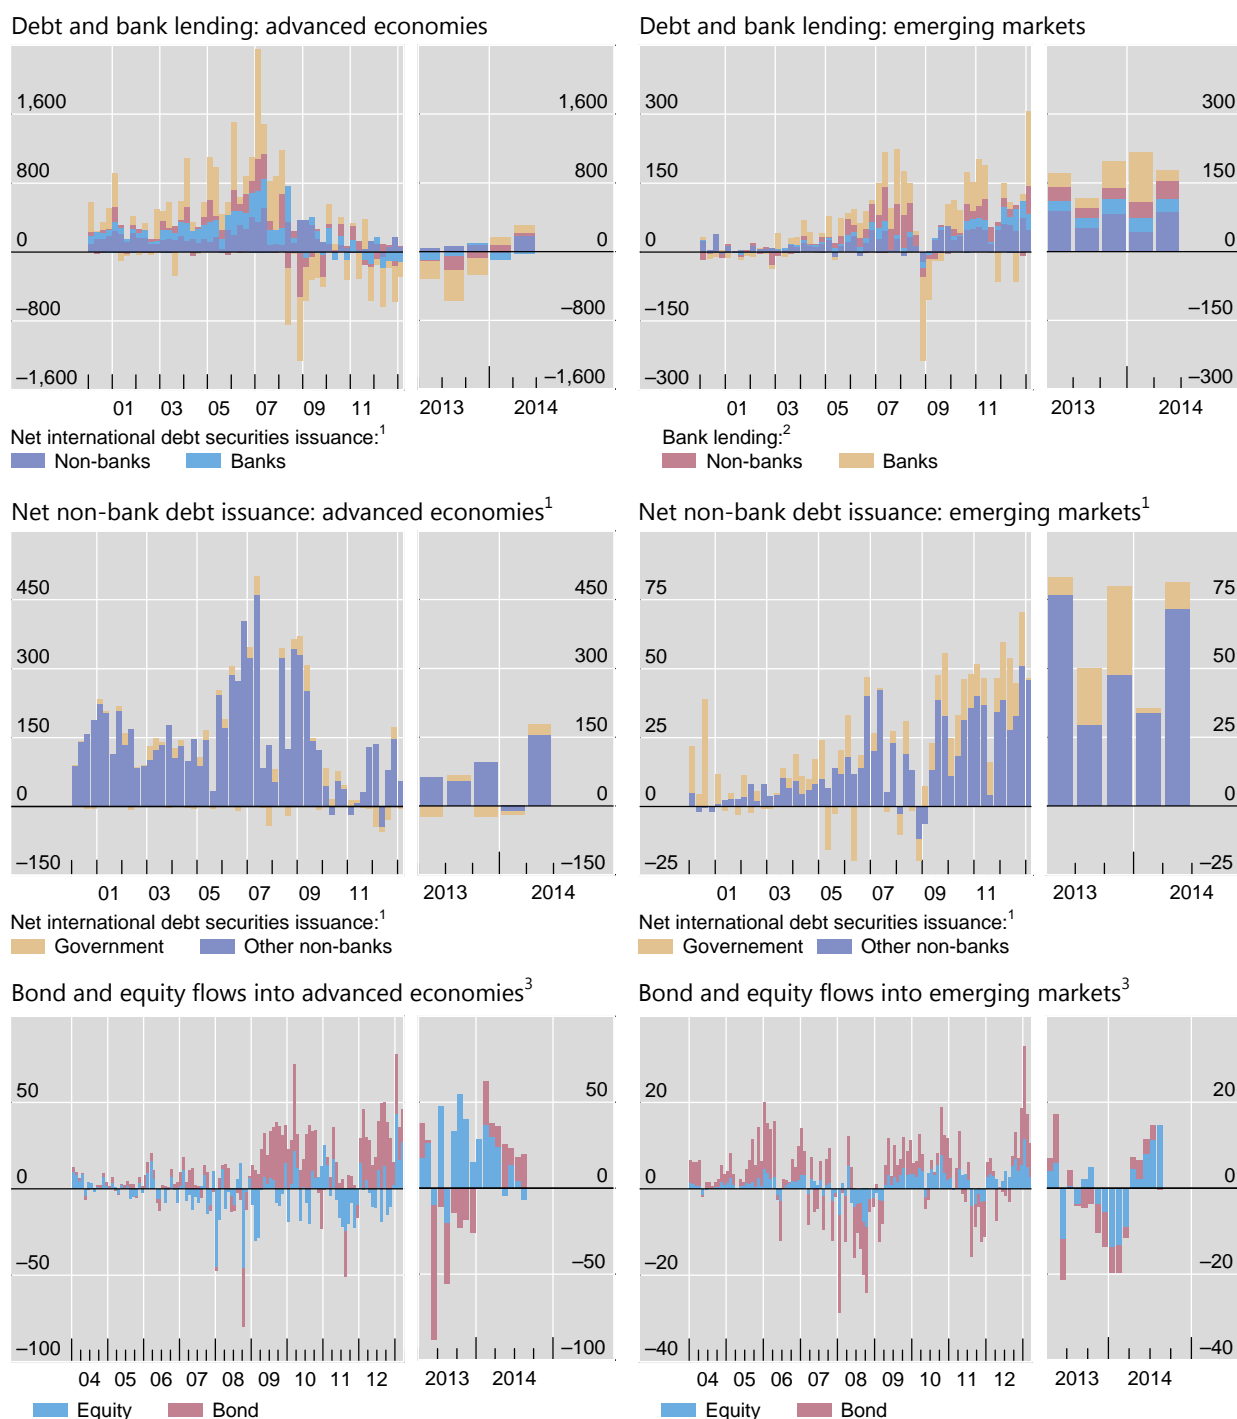 Debt and bank lending: advanced economies
1,600
1,600
800
800
0
0
–800
–800
–1,600
–1,600
01 03 05 07 09 11
2013 2014
Net international debt securities issuance:1
Non-banks Banks
Debt and bank lending: emerging markets
300
300
150
150
0
0
–150
–150
–300
–300
01 03 05 07 09 11
2013 2014
Bank lending:2
Non-banks Banks
Net non-bank debt issuance: advanced economies1
450
450
300
300
150
150
0
0
–150
–150
01 03 05 07 09 11
2013 2014
Net international debt securities issuance:1
Government Other non-banks
Net non-bank debt issuance: emerging markets1
75
75
50
50
25
25
0
0
–25
–25
01 03 05 07 09 11
2013 2014
Net international debt securities issuance:1
Governement Other non-banks
Bond and equity flows into advanced economies3
50
50
0
0
–50
–50
–100
–100
04 05 06 07 08 09 10 11 12
2013 2014
Equity Bond
Bond and equity flows into emerging markets3
20
20
0
0
–20
–20
–40
–40
04 05 06 07 08 09 10 11 12
2013 2014
Equity Bond